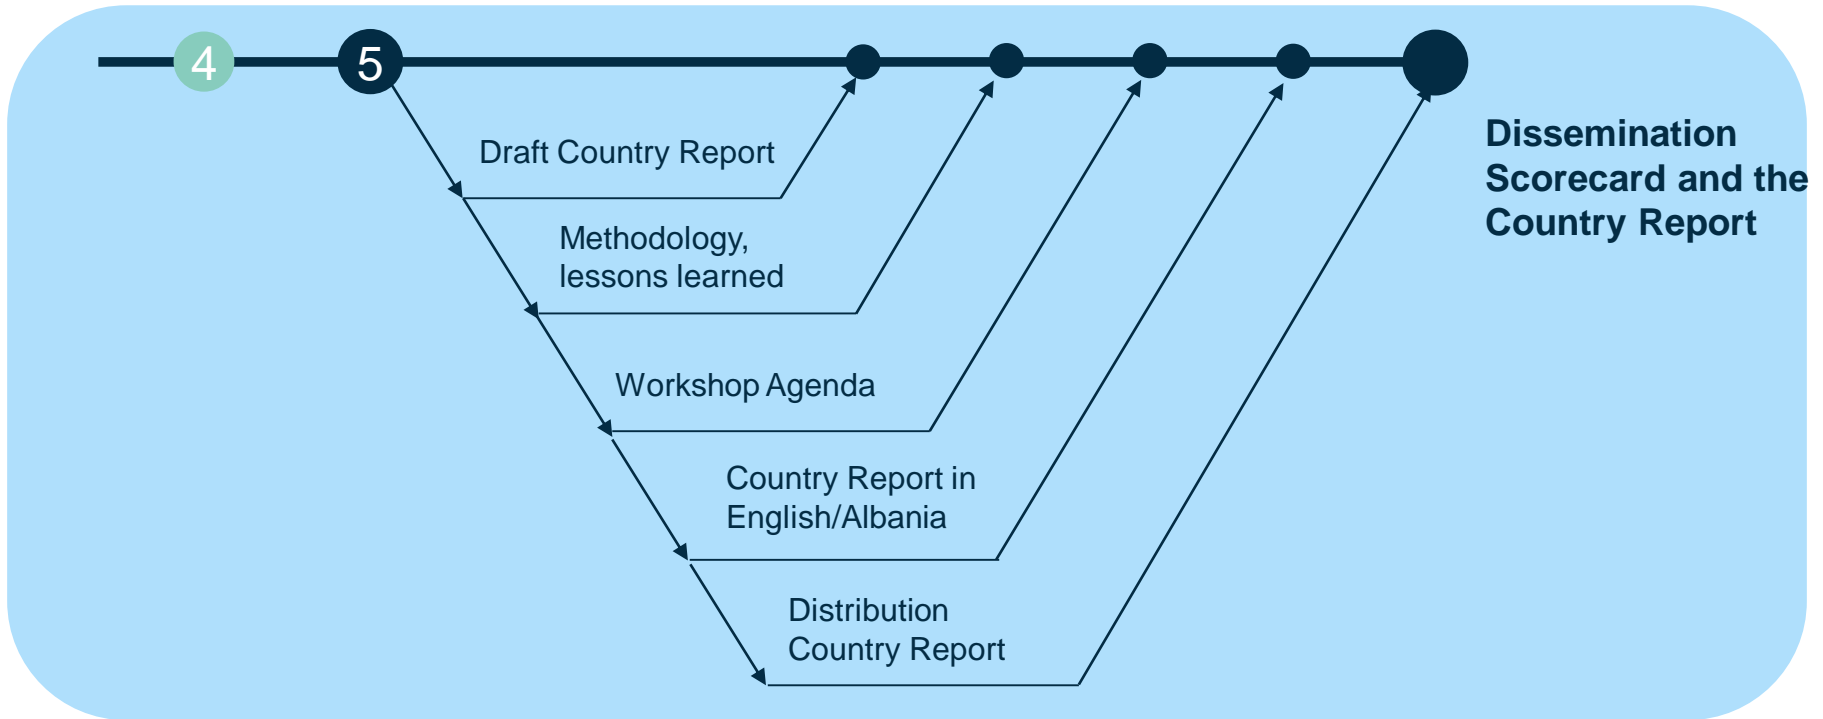 4
5
Draft Country Report
Dissemination
Scorecard and the
Country Report
Methodology,
lessons learned
Workshop Agenda
Country Report in
English/Albania
Distribution
Country Report